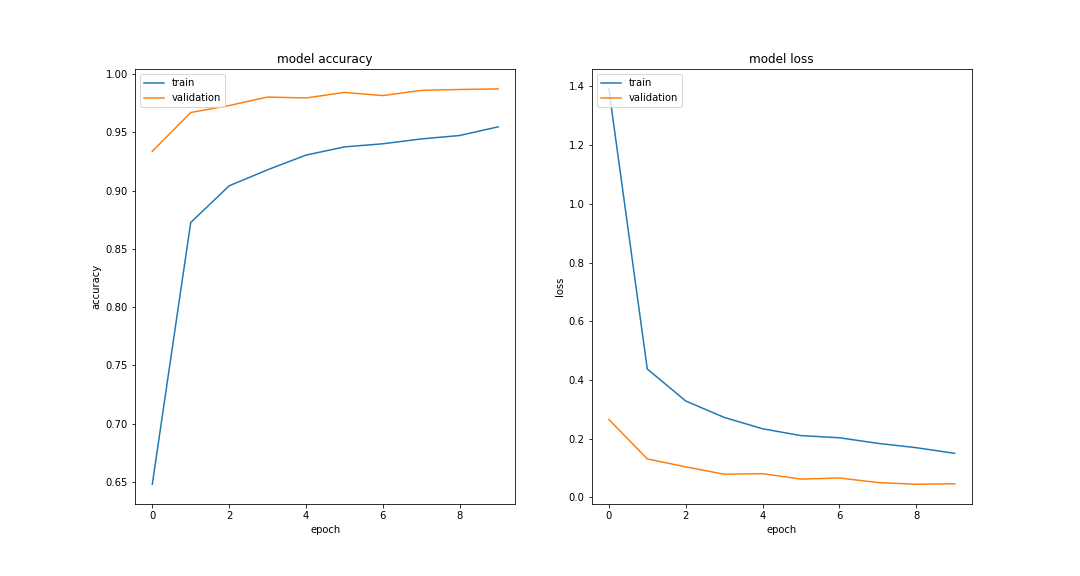 model accuracy
train
validation
1.00
0.95
0.90
0.85
0.80
0.75
0.70
0.65
accuracy
0
2
4
6
8
epoch
model loss
train
validation
1.4
1.2
1.0
0.8
0.6
0.4
0.2
0.0
loss
0
2
4
6
8
epoch